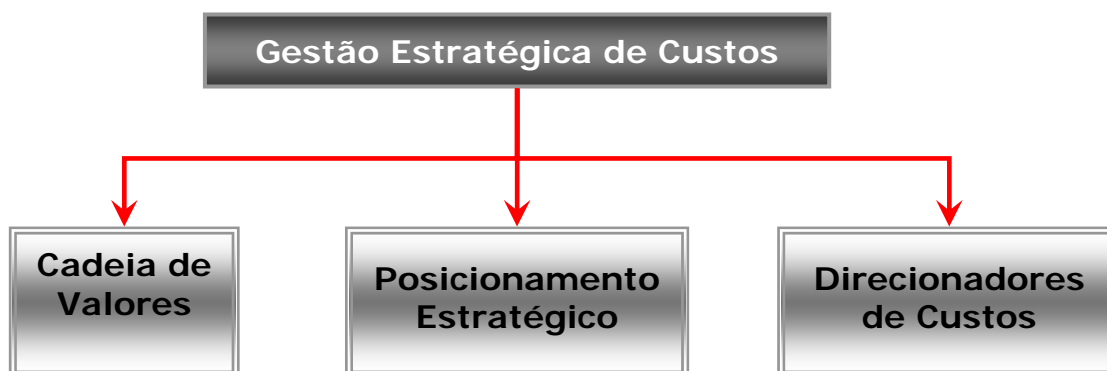 Gestão Estratégica de Custos
Cadeia de
Valores
Posicionamento
Estratégico
Direcionadores
de Custos